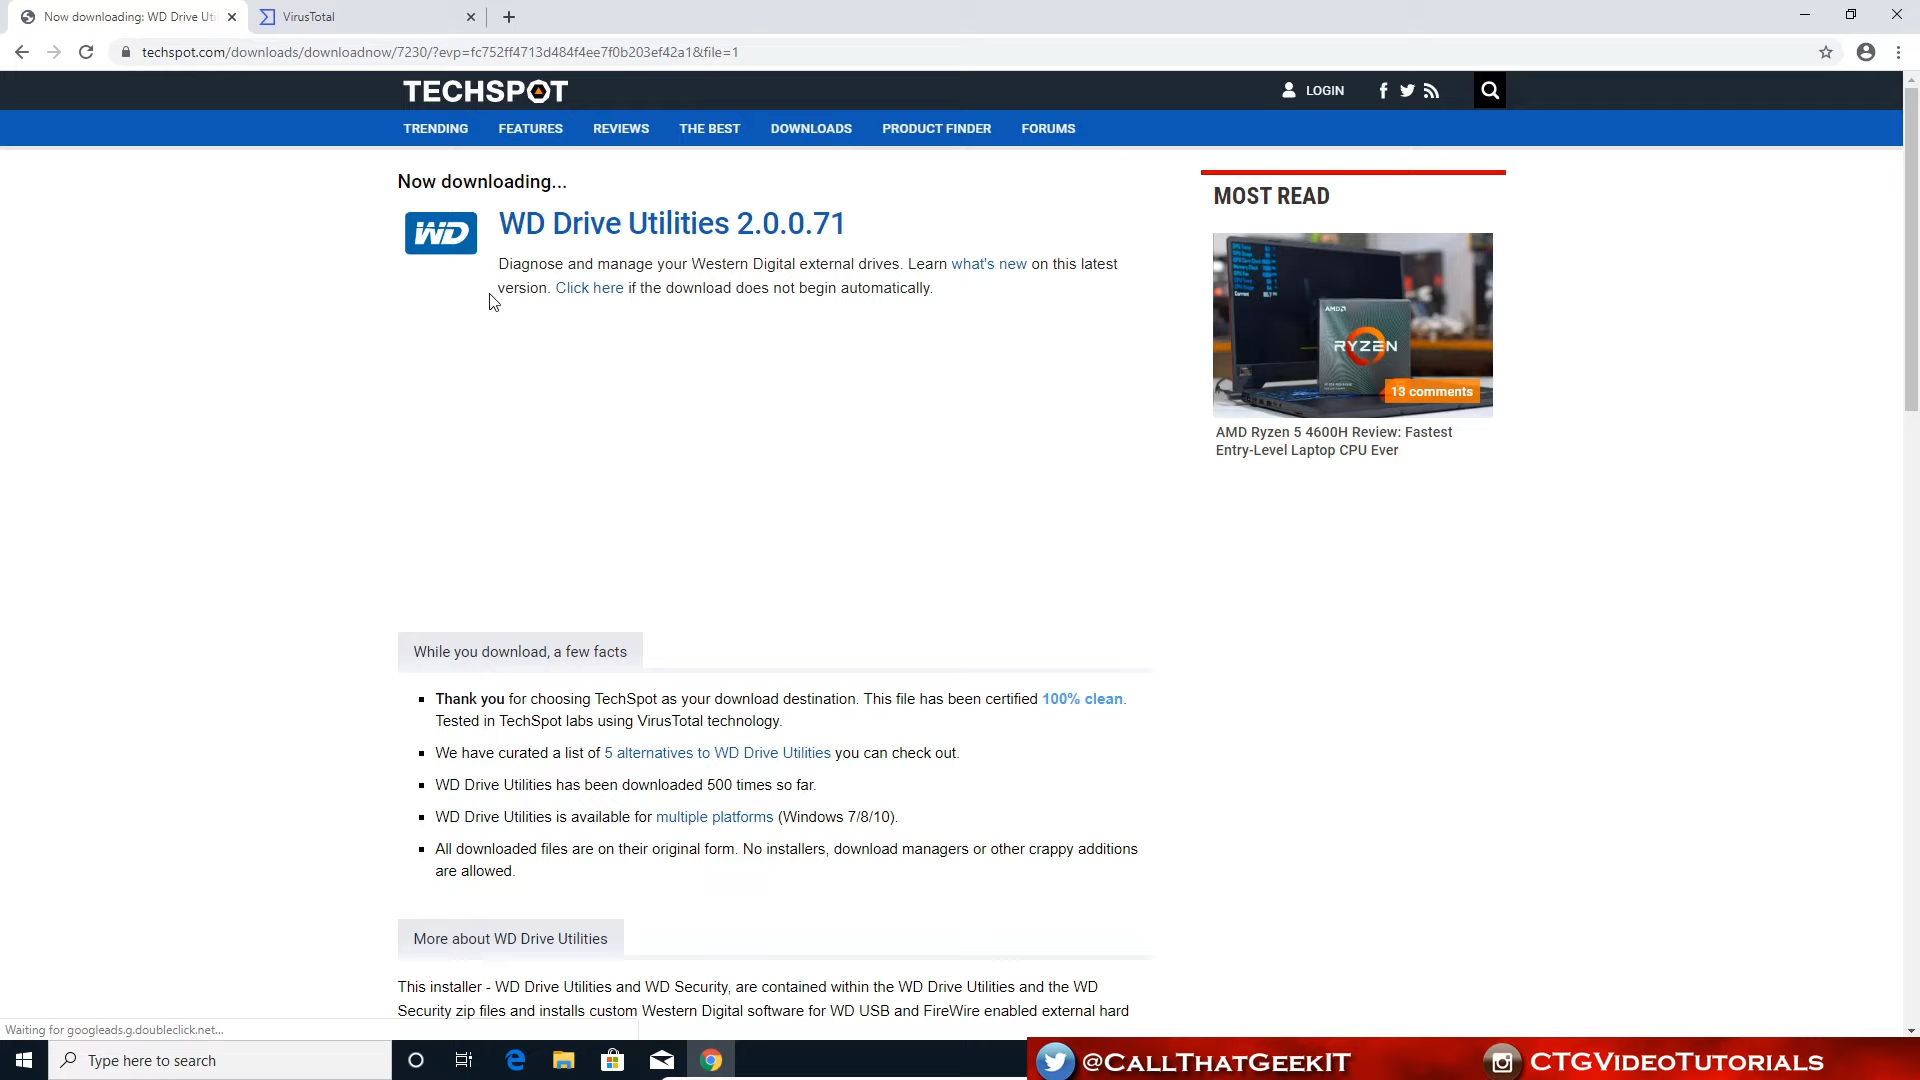 Now downloading: WD Drive Uti
VirusTotal
techspot.com/downloads/downloadnow/7230/?evp=fc752ff4713d484f4ee7f0b203ef42a1&file=1
TECHSPOT
LOGIN
TRENDING FEATURES REVIEWS THE BEST DOWNLOADS PRODUCT FINDER FORUMS
Now downloading...
WD
WD Drive Utilities 2.0.0.71
Diagnose and manage your Western Digital external drives. Learn what's new on this latest
version. Click here if the download does not begin automatically.
MOST READ
AMD
RYZEN
13 comments
AMD Ryzen 5 4600H Review: Fastest
Entry-Level Laptop CPU Ever
While you download, a few facts
Thank you for choosing TechSpot as your download destination. This file has been certified 100% clean.
Tested in TechSpot labs using VirusTotal technology.
We have curated a list of 5 alternatives to WD Drive Utilities you can check out.
WD Drive Utilities has been downloaded 500 times so far.
WD Drive Utilities is available for multiple platforms (Windows 7/8/10).
All downloaded files are on their original form. No installers, download managers or other crappy additions
are allowed.
More about WD Drive Utilities
This installer - WD Drive Utilities and WD Security, are contained within the WD Drive Utilities and the WD
Security zip files and installs custom Western Digital software for WD USB and FireWire enabled external hard
Waiting for googleads.g.doubleclick.net...
Type here to search
@CALLTHATGEEKIT
CTGVIDEOTUTORIALS